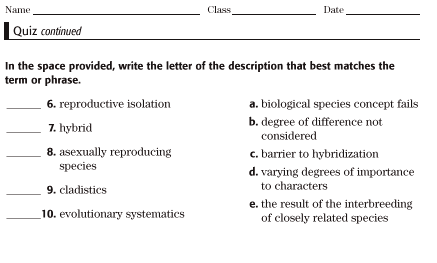 Name Class Date
Quiz continued
In the space provided, write the letter of the description that best matches the
term or phrase.
6. reproductive isolation
7. hybrid
8. asexually reproducing
species
9. cladistics
10. evolutionary systematics
a. biological species concept fails
b. degree of difference not
considered
c. barrier to hybridization
d. varying degrees of importance
to characters
e. the result of the interbreeding
of closely related species